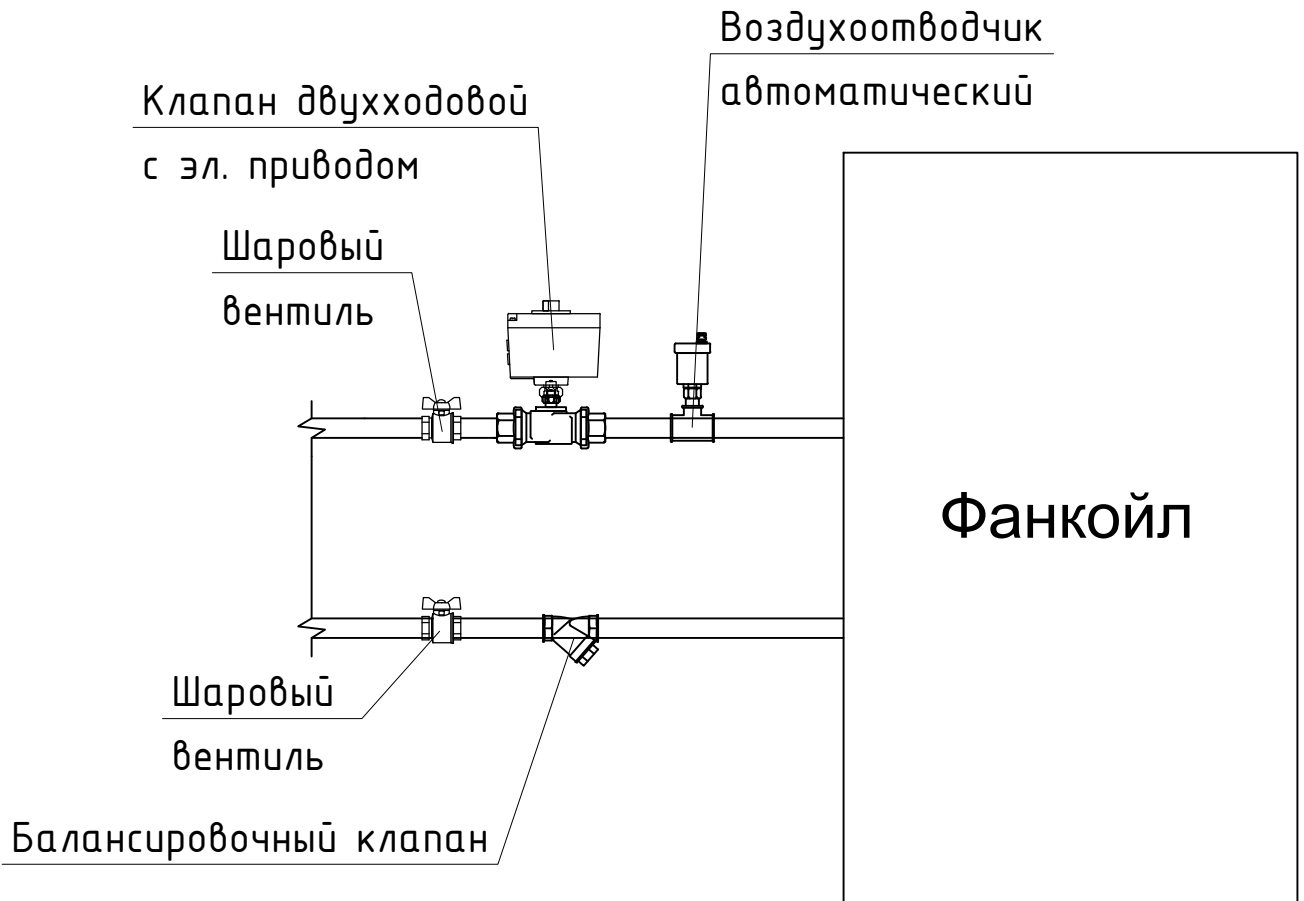 Воздухоотводчик
автоматический
Клапан двухходовой
с эл. приводом
Шаровый
вентиль
Фанкойл
Шаровый
вентиль
Балансировочный клапан